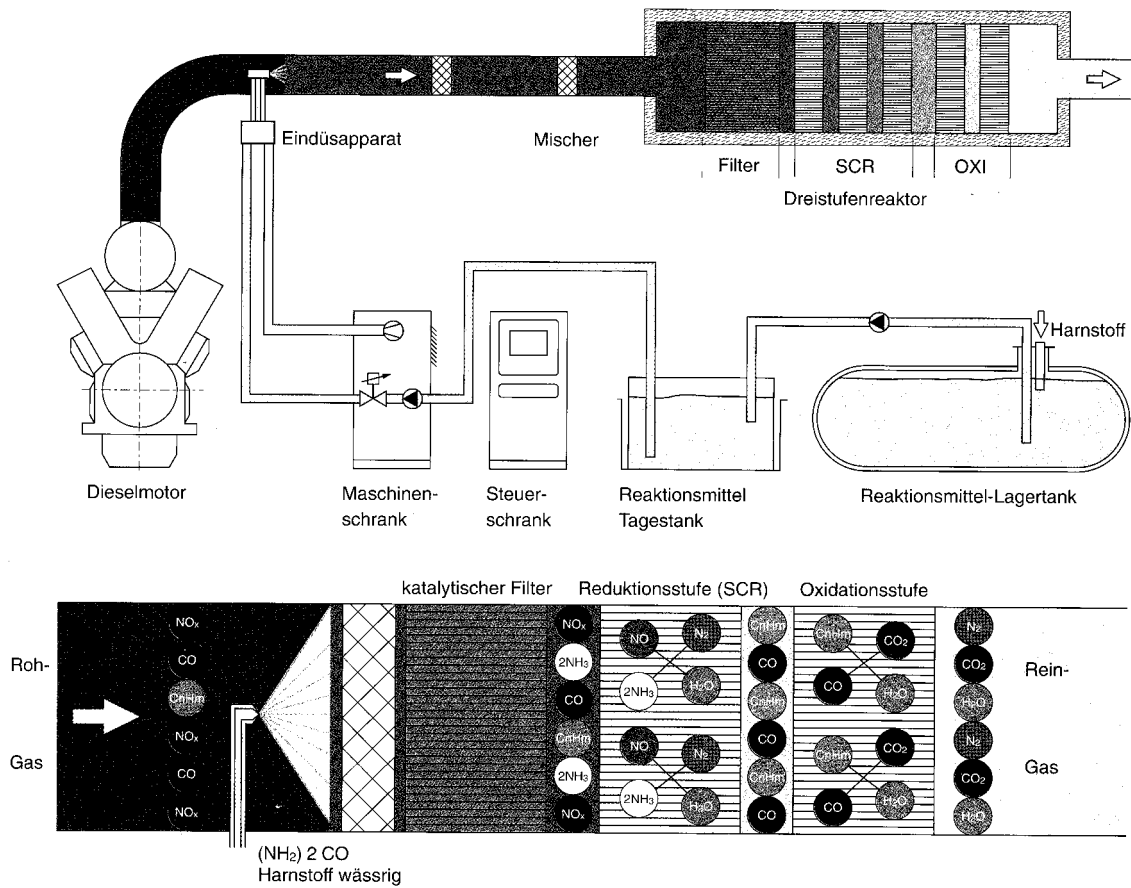 Eindüsapparat
Mischer
Filter
SCR
OXI
Dreistufenreaktor
Harnstoff
Dieselmotor
Maschinen-
schrank
Steuer-
schrank
Reaktionsmittel
Tagestank
Reaktionsmittel-Lagertank
katalytischer Filter
Reduktionsstufe (SCR)
Oxidationsstufe
Roh-
Gas
NOx
CO
CnHm
NOx
CO
NOx
(NH2) 2 CO
Harnstoff wässrig
NOx
2NH3
CO
CnHm
2NH3
NOx
NO
N2
2NH3
H2O
NO
N2
2NH3
H2O
CnHm
CO
CnHm
CO
CnHm
CO
CnHm
CO2
CO
H2O
CnHm
CO2
CO
H2O
N2
CO2
H2O
N2
CO2
H2O
Rein-
Gas